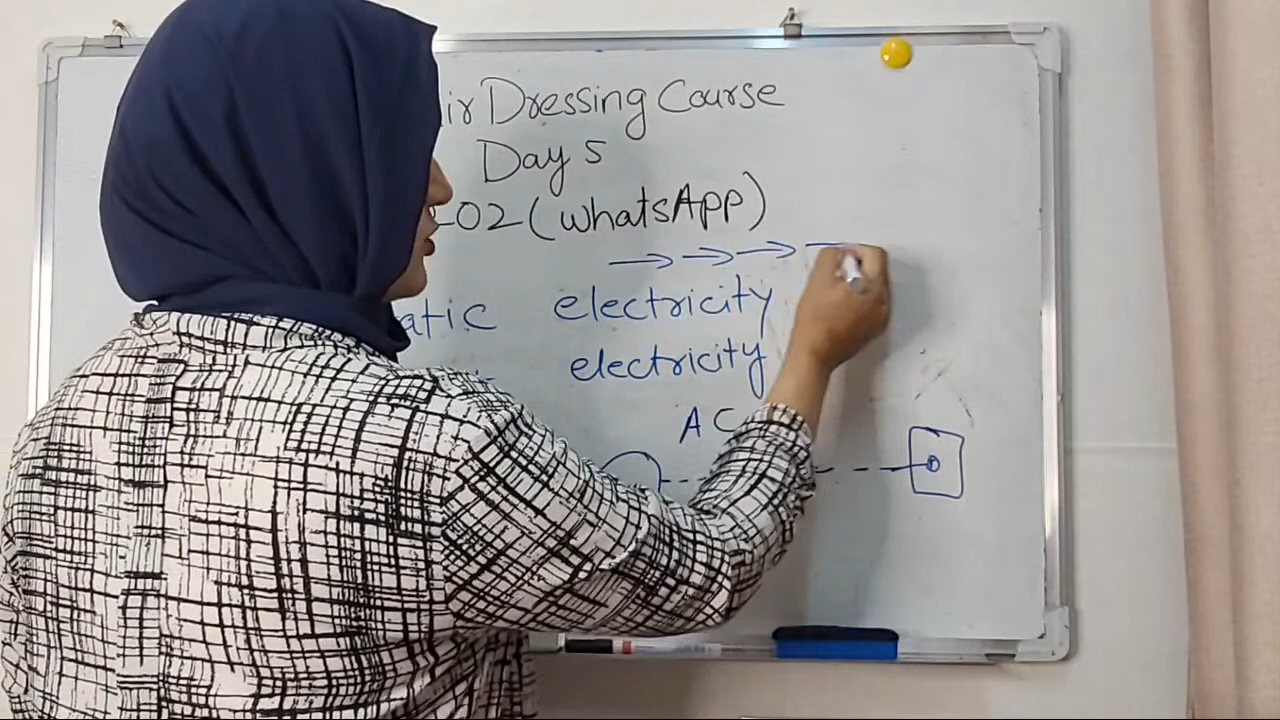 ir Dressing Course
Day 5
02 (whatsApp)
atic electricity
electricity
AC